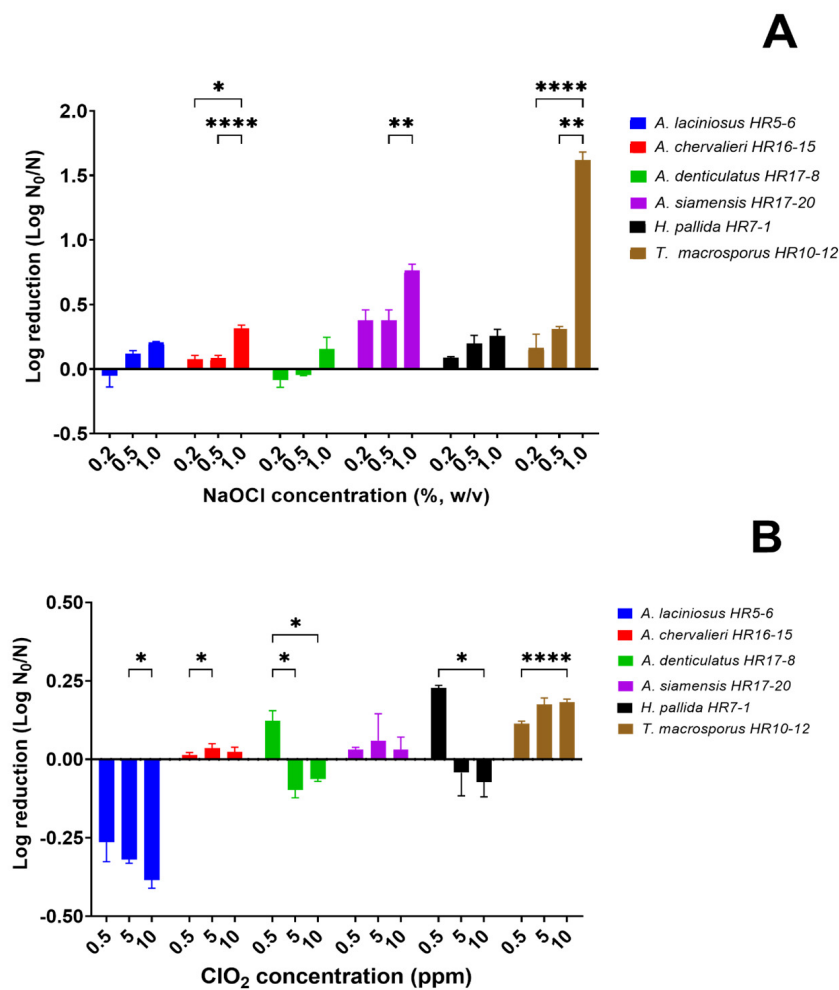 A
* **** ** **** **
2.0
1.5
1.0
0.5
0.0
-0.5
Log reduction (Log N₀/N)
0.2 0.5 1.0 0.2 0.5 1.0 0.2 0.5 1.0 0.2 0.5 1.0 0.2 0.5 1.0 0.2 0.5 1.0
NaOCl concentration (%, w/v)
A. laciniosus HR5-6
A. chervalieri HR16-15
A. denticulatus HR17-8
A. siamensis HR17-20
H. pallida HR7-1
T. macrosporus HR10-12
B
* * * * * ****
0.50
0.25
0.00
-0.25
-0.50
Log reduction (Log N₀/N)
0.5 5 10 0.5 5 10 0.5 5 10 0.5 5 10 0.5 5 10 0.5 5 10
ClO₂ concentration (ppm)
A. laciniosus HR5-6
A. chervalieri HR16-15
A. denticulatus HR17-8
A. siamensis HR17-20
H. pallida HR7-1
T. macrosporus HR10-12